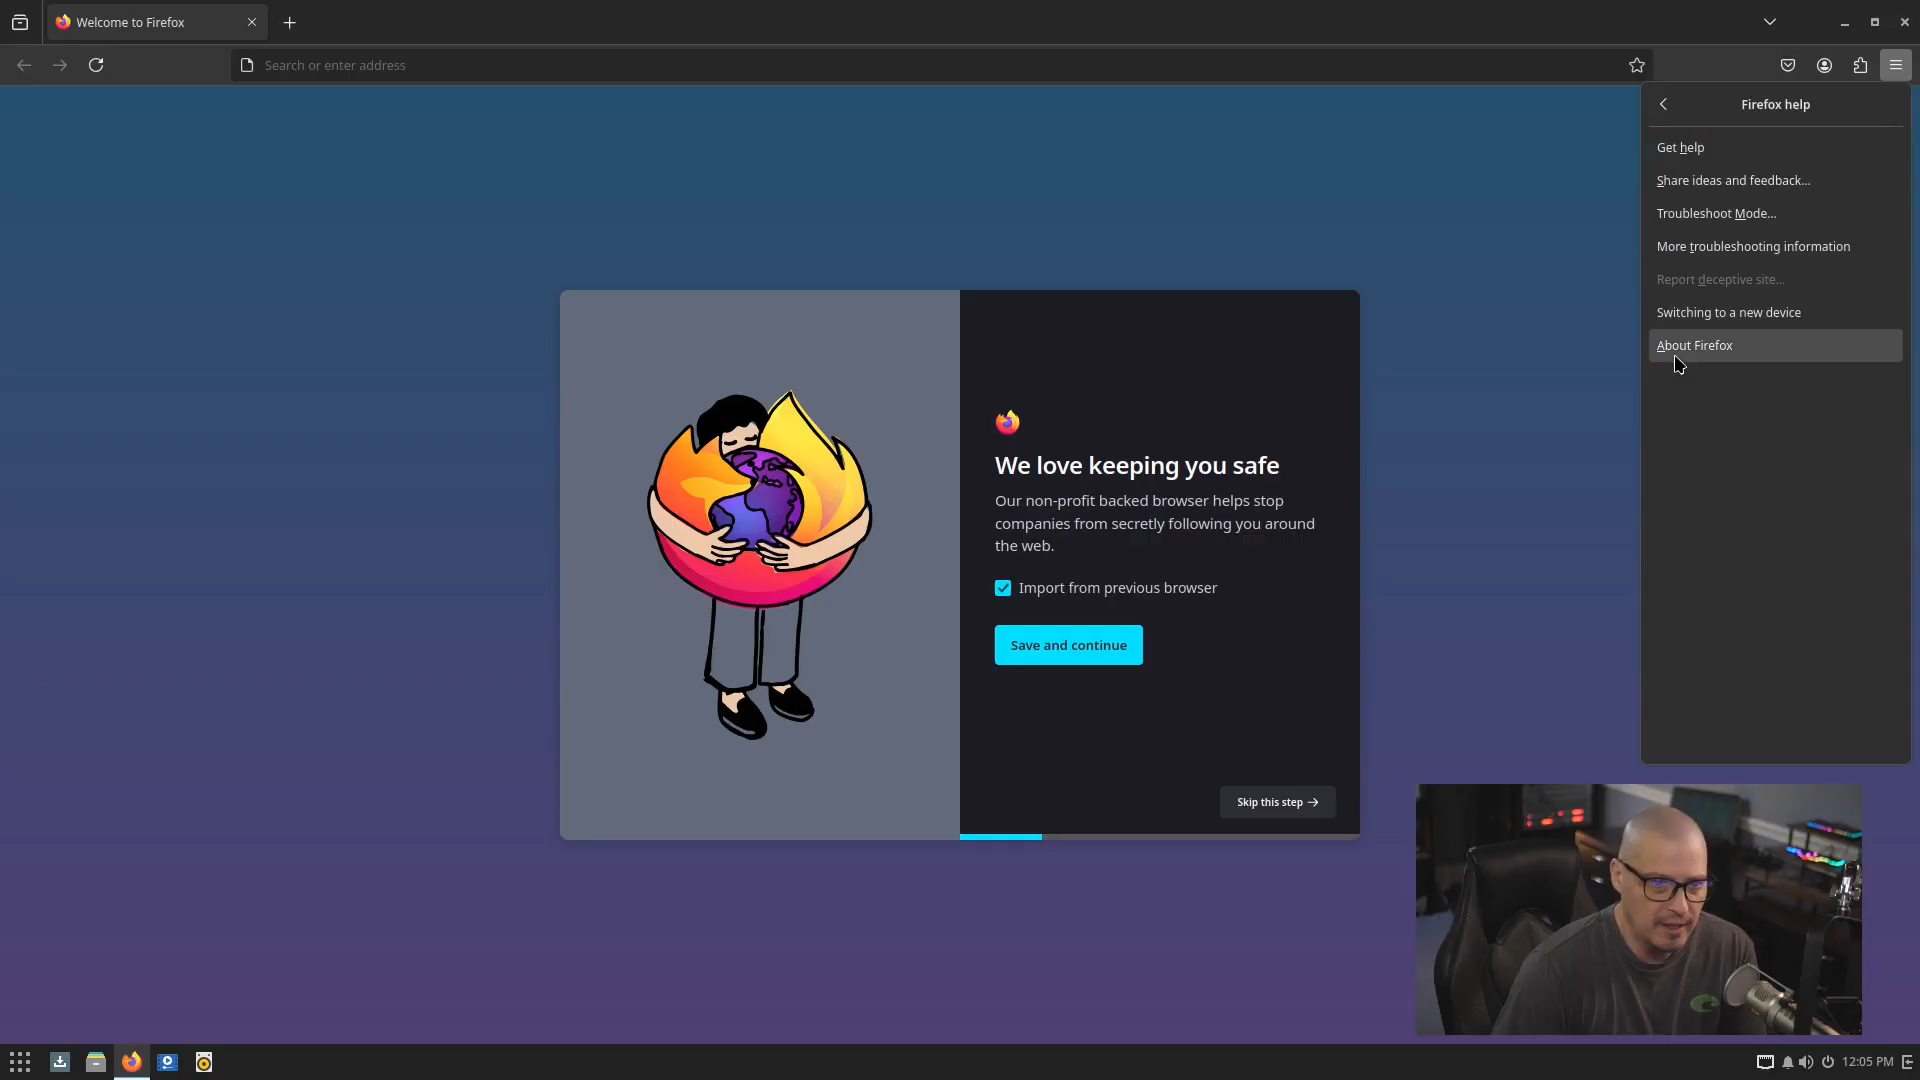 Welcome to Firefox
Search or enter address
Firefox help
Get help
Share ideas and feedback...
Troubleshoot Mode...
More troubleshooting information
Report deceptive site...
Switching to a new device
About Firefox
We love keeping you safe
Our non-profit backed browser helps stop
companies from secretly following you around
the web.
Import from previous browser
Save and continue
Skip this step
12:05 PM